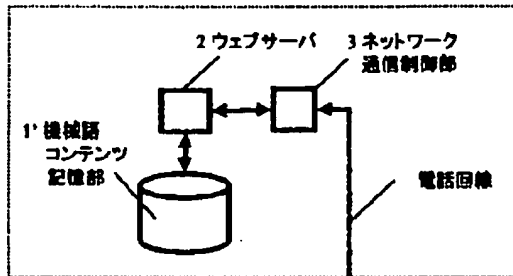 2 ウェブサーバ
3 ネットワーク
通信制御部
1' 機械語
コンテンツ
記憶部
電話回線